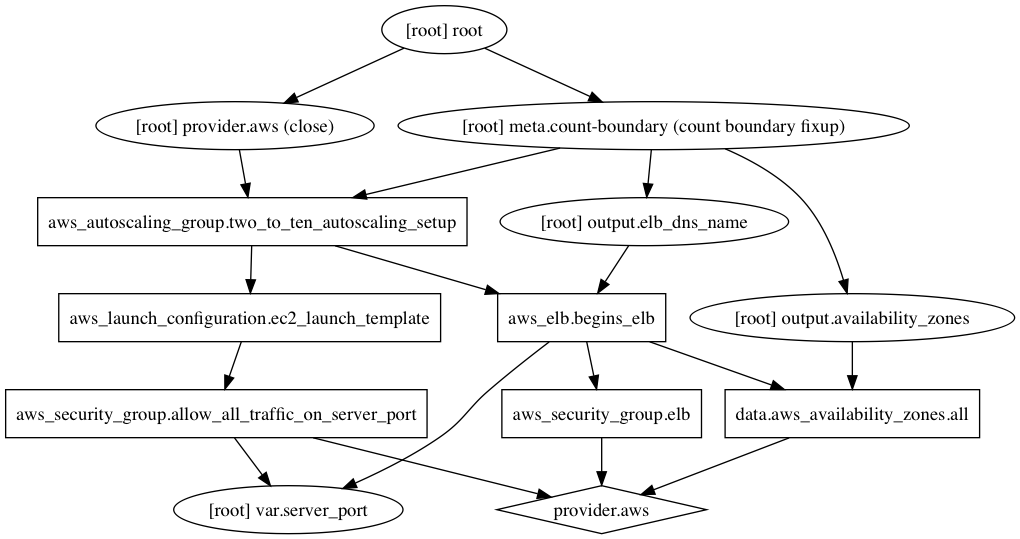 [root] root
[root] provider.aws (close)
[root] meta.count-boundary (count boundary fixup)
aws_autoscaling_group.two_to_ten_autoscaling_setup
[root] output.elb_dns_name
aws_launch_configuration.ec2_launch_template
aws_elb.begins_elb
[root] output.availability_zones
aws_security_group.allow_all_traffic_on_server_port
aws_security_group.elb
data.aws_availability_zones.all
[root] var.server_port
provider.aws